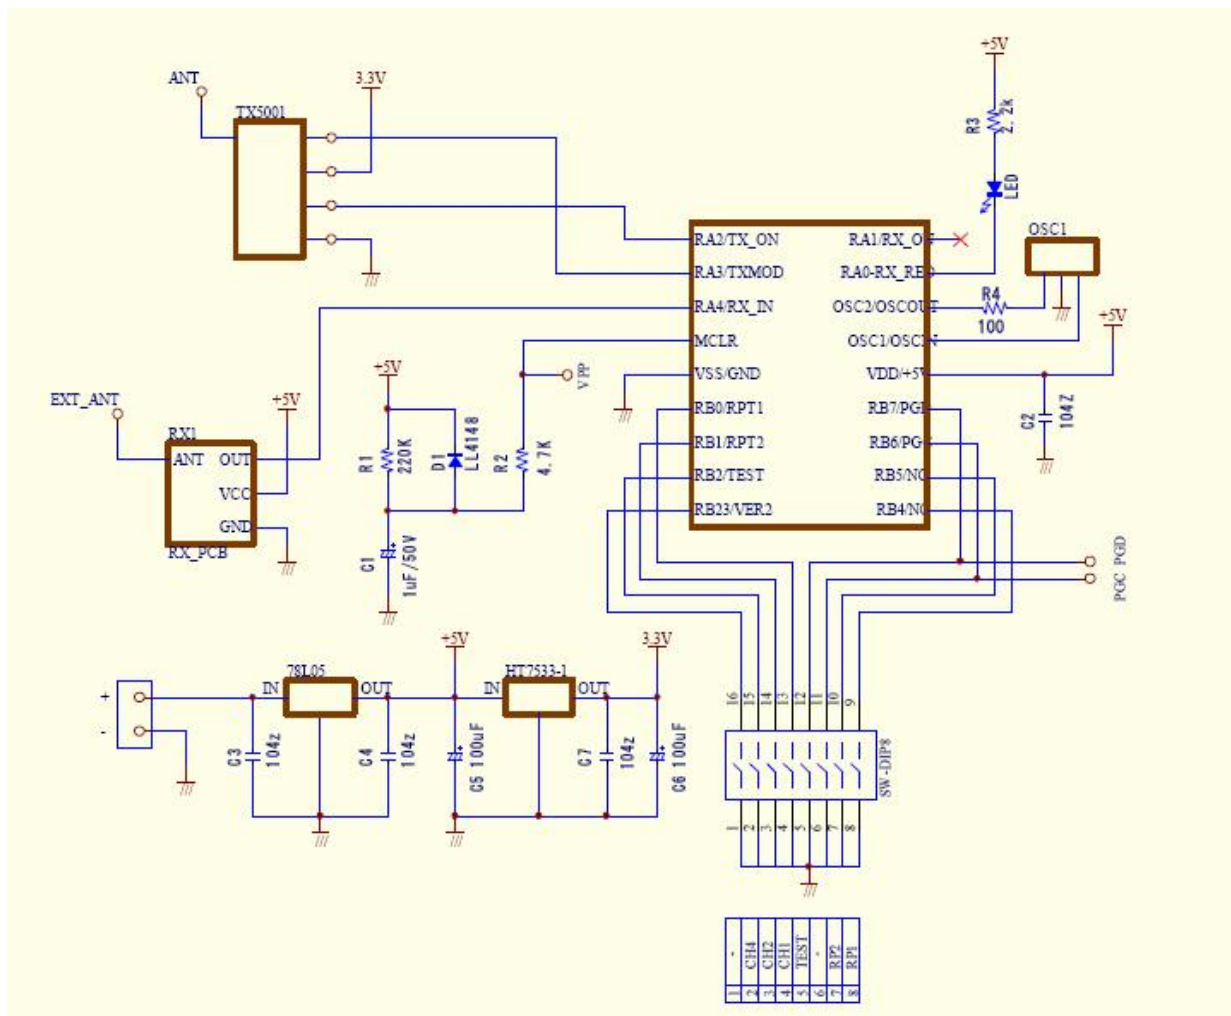 +5V
ANT
3.3V
TX5001
R3
2.2k
LED
RA2/TX_ON
RA3/TXMOD
RA4/RX_IN
MCLR
VSS/GND
RB0/RPT1
RB1/RPT2
RB2/TEST
RB23/VER2
RA1/RX_ON
RA0-RX_RED
OSC2/OSCOUT
OSC1/OSCIN
VDD/+5V
RB7/PGD
RB6/PGC
RB5/NC
RB4/NC
OSC1
R4
100
+5V
C2
104Z
VPP
+5V
R1
220K
D1
LL4148
R2
4.7K
C1
+
1uF/50V
EXT_ANT
+5V
RX1
ANT OUT
VCC
GND
RX_PCB
PGC PGD
+5V
3.3V
78L05
HT7533-1
IN
OUT
IN
OUT
+
-
C3
104z
C4
104z
C5 100uF
+
C7
104z
C6 100uF
+
16 15 14 13 12 11 10 9
SW-DIP8
1 2 3 4 5 6 7 8
1 -
2 CH4
3 CH2
4 CH1
5 TEST
6 -
7 RP2
8 RP1